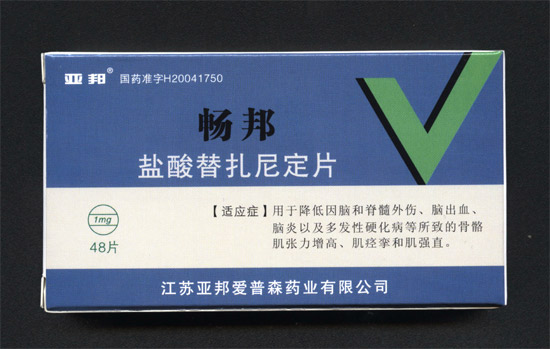 亚邦® 国药准字H20041750
畅邦
盐酸替扎尼定片
1mg
48片
【适应症】用于降低因脑和脊髓外伤、脑出血、
脑炎以及多发性硬化病等所致的骨骼
肌张力增高、肌痉挛和肌强直。
江苏亚邦爱普森药业有限公司